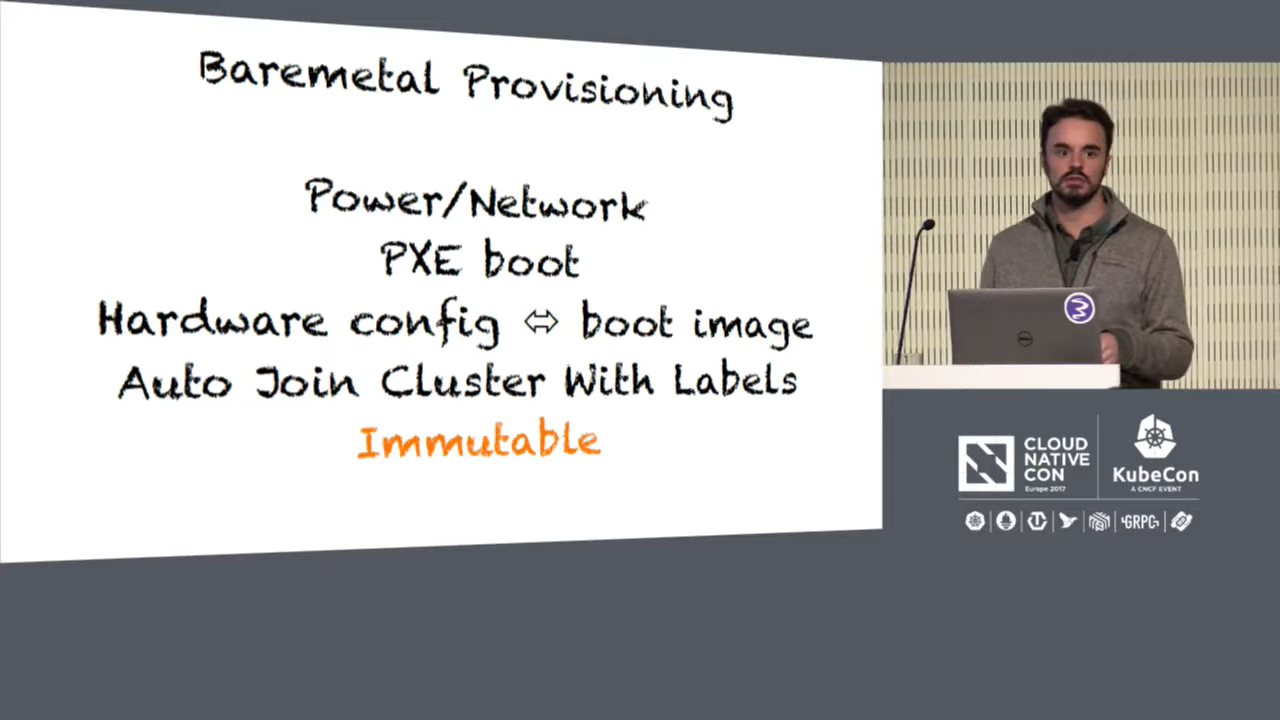 Baremetal Provisioning
Power/Network
PXE boot
Hardware config ⇔ boot image
Auto Join Cluster With Labels
Immutable
DELL
CLOUD
NATIVE
CON
Europe 2017
KubeCon
A CNCF EVENT
GRPC